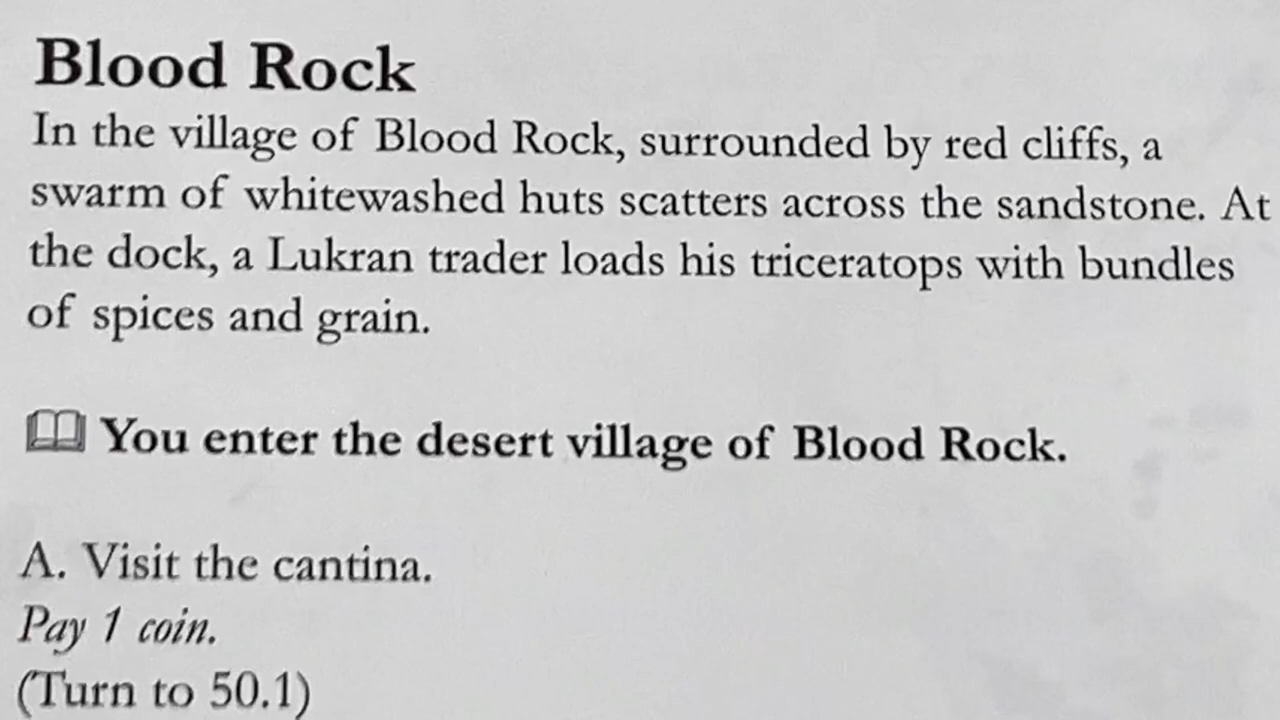 Blood Rock
In the village of Blood Rock, surrounded by red cliffs, a
swarm of whitewashed huts scatters across the sandstone. At
the dock, a Lukran trader loads his triceratops with bundles
of spices and grain.
You enter the desert village of Blood Rock.
A. Visit the cantina.
Pay 1 coin.
(Turn to 50.1)